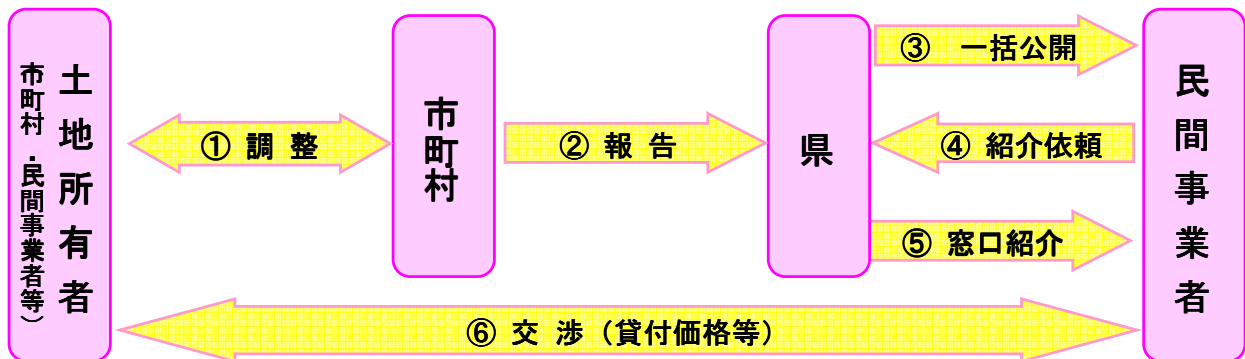 土地所有者
市町村・民間事業者等）
① 調 整
市町村
② 報 告
県
③ 一括公開
④ 紹介依頼
⑤ 窓口紹介
民間事業者
⑥ 交 渉（貸付価格等）